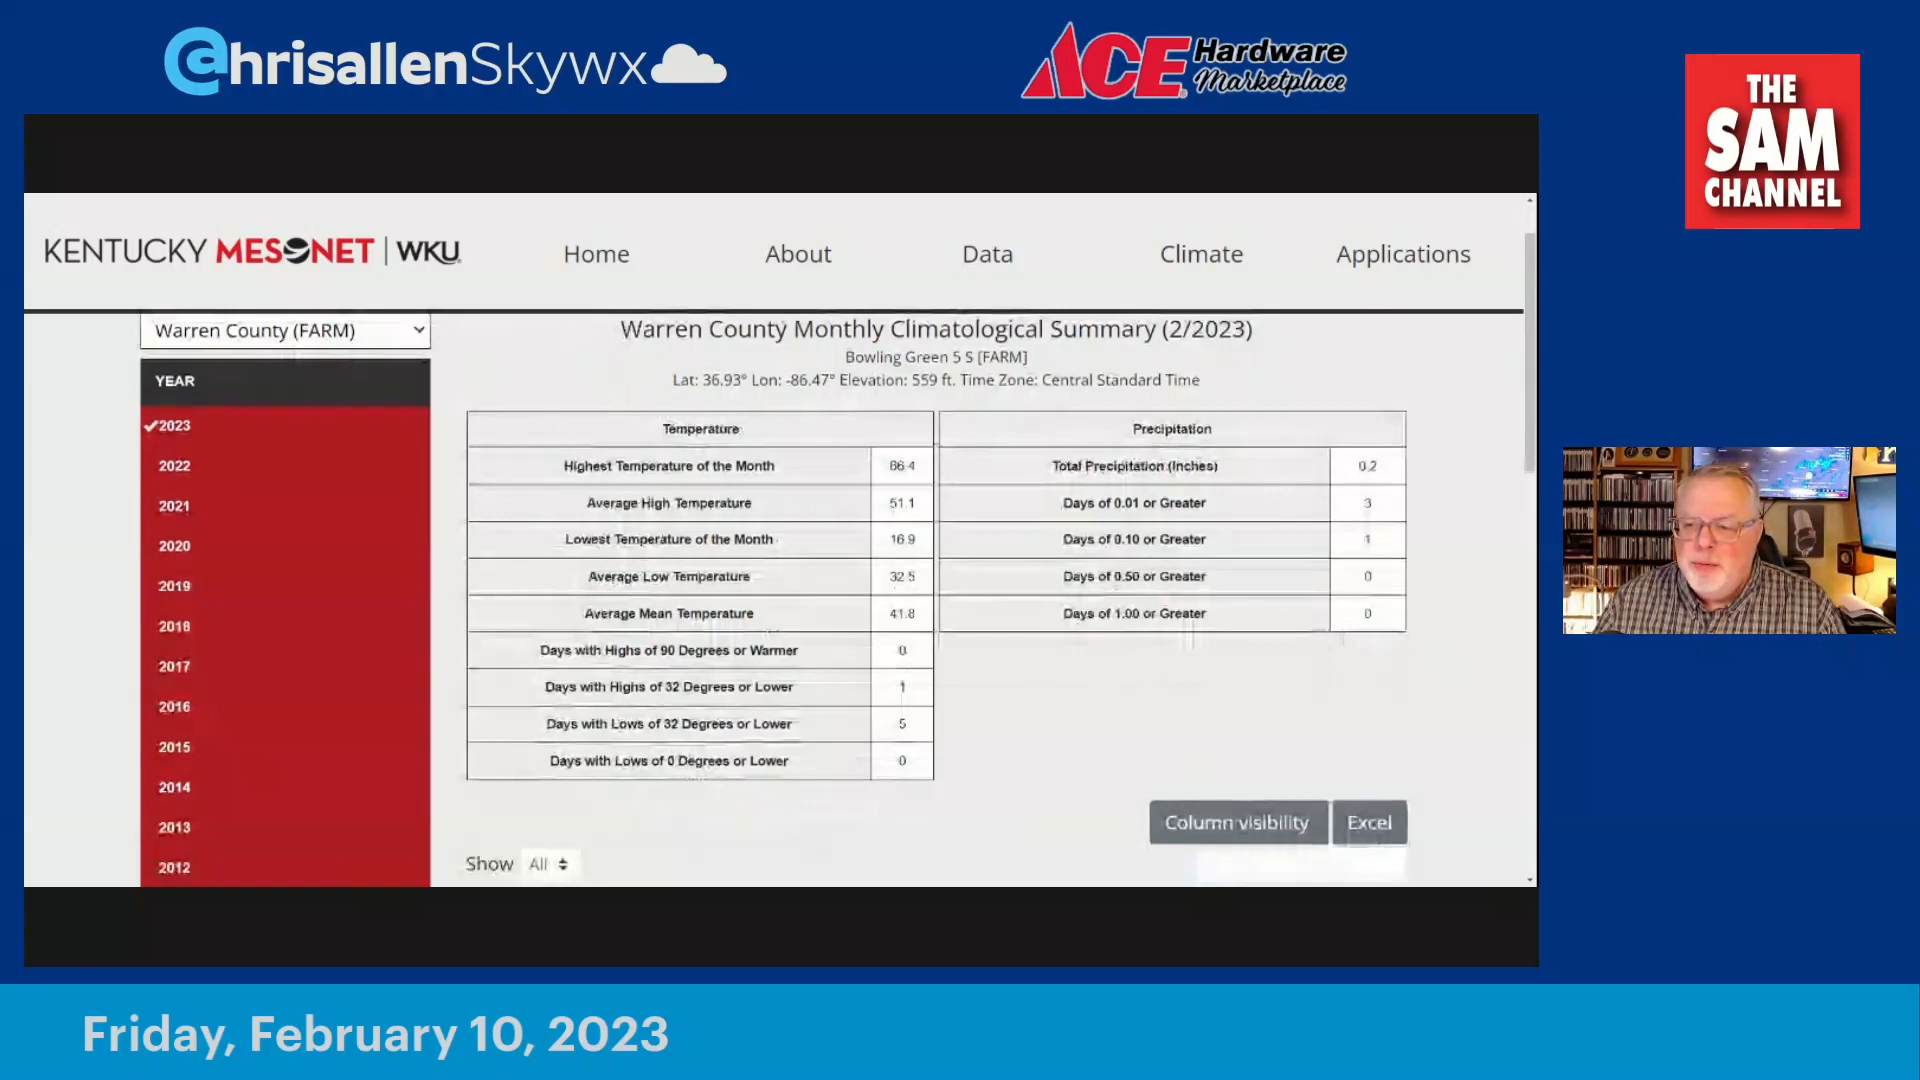 @hrisallenSkywx
ACE Hardware
Marketplace
THE
SAM
CHANNEL
KENTUCKY MESONET | WKU
Home
About
Data
Climate
Applications
Warren County (FARM)
YEAR
2023
2022
2021
2020
2019
2018
2017
2016
2015
2014
2013
2012
Warren County Monthly Climatological Summary (2/2023)
Bowling Green 5 S [FARM]
Lat: 36.93° Lon: -86.47° Elevation: 559 ft. Time Zone: Central Standard Time
Temperature
Highest Temperature of the Month 66.4
Average High Temperature 51.1
Lowest Temperature of the Month 16.9
Average Low Temperature 32.5
Average Mean Temperature 41.8
Days with Highs of 90 Degrees or Warmer 0
Days with Highs of 32 Degrees or Lower 1
Days with Lows of 32 Degrees or Lower 5
Days with Lows of 0 Degrees or Lower 0
Precipitation
Total Precipitation (Inches) 0.2
Days of 0.01 or Greater 3
Days of 0.10 or Greater 1
Days of 0.50 or Greater 0
Days of 1.00 or Greater 0
Column visibility
Excel
Show All
Friday, February 10, 2023